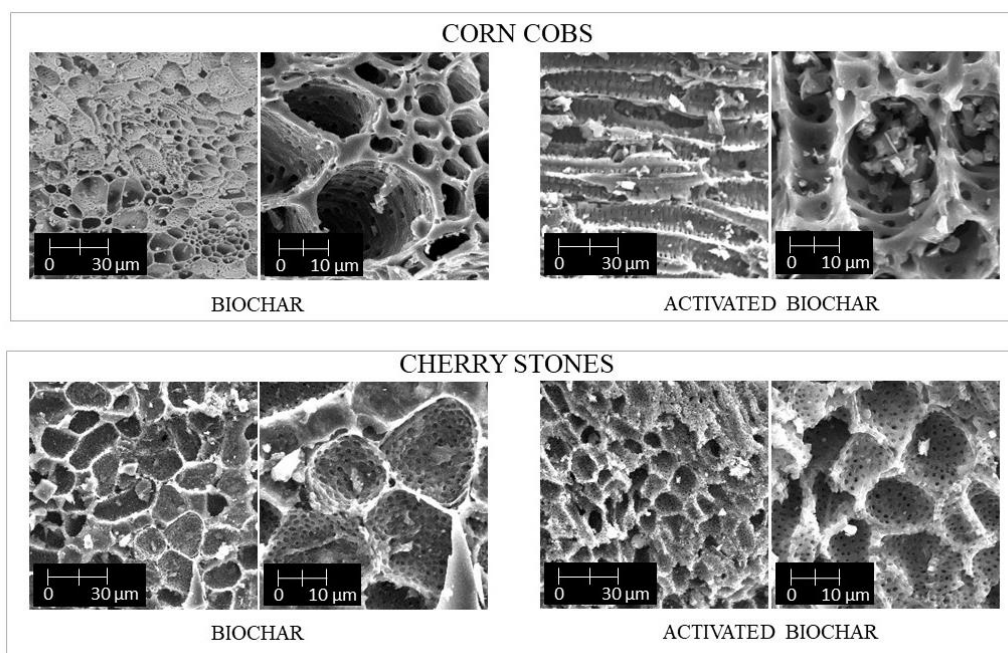 CORN COBS
0 30 μm
0 10 μm
0 30 μm
0 10 μm
BIOCHAR
ACTIVATED BIOCHAR
CHERRY STONES
0 30 μm
0 10 μm
0 30 μm
0 10 μm
BIOCHAR
ACTIVATED BIOCHAR